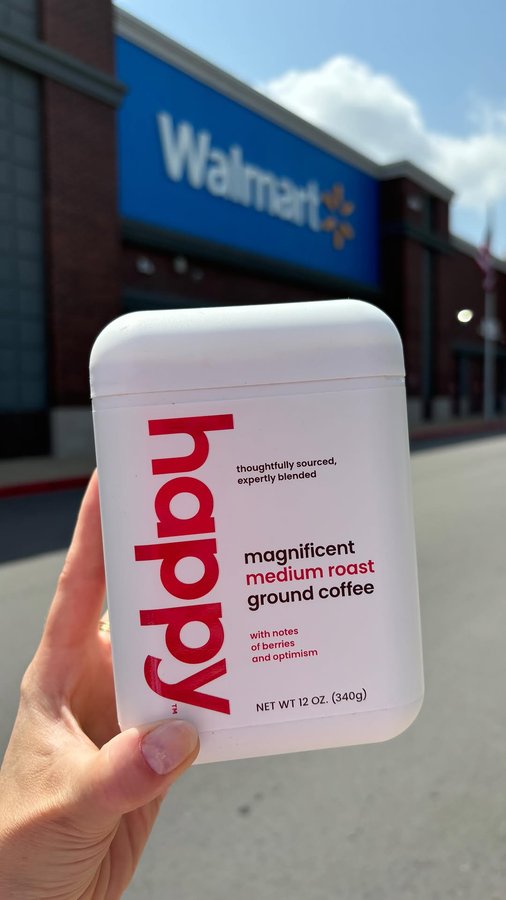 Walmart
happy
TM
thoughtfully sourced,
expertly blended
magnificent
medium roast
ground coffee
with notes
of berries
and optimism
NET WT 12 OZ. (340g)